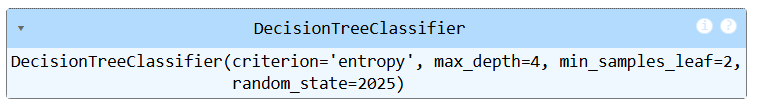 DecisionTreeClassifier
DecisionTreeClassifier(criterion='entropy', max_depth=4, min_samples_leaf=2,
random_state=2025)